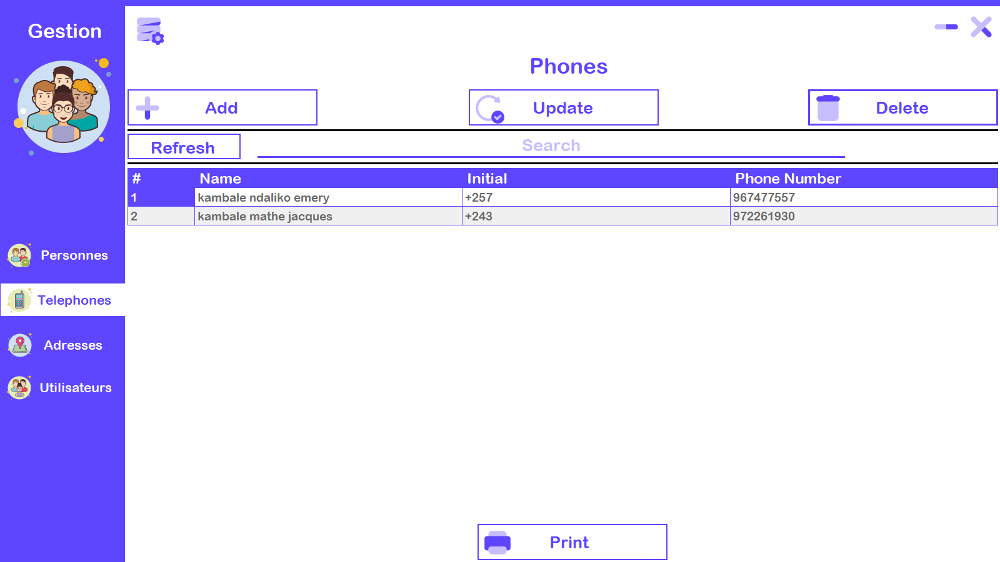 Gestion
Phones
Add
Update
Delete
Refresh
Search
# Name Initial Phone Number
1 kambale ndaliko emery +257 967477557
2 kambale mathe jacques +243 972261930
Personnes
Telephones
Adresses
Utilisateurs
Print